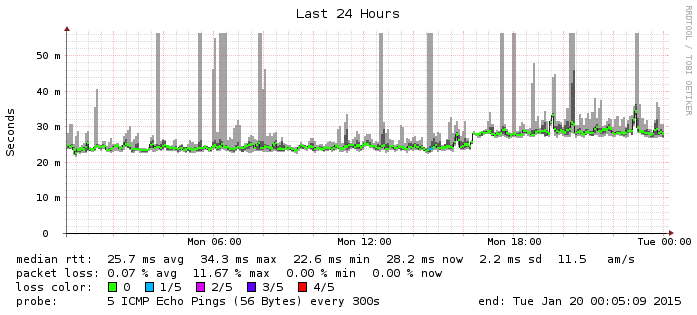 Last 24 Hours
RRDTOOL / TOBI OETIKER
Seconds
50 m
40 m
30 m
20 m
10 m
0
Mon 06:00 Mon 12:00 Mon 18:00 Tue 00:00
median rtt: 25.7 ms avg 34.3 ms max 22.6 ms min 28.2 ms now 2.2 ms sd 11.5 am/s
packet loss: 0.07 % avg 11.67 % max 0.00 % min 0.00 % now
loss color: 0 1/5 2/5 3/5 4/5
probe: 5 ICMP Echo Pings (56 Bytes) every 300s end: Tue Jan 20 00:05:09 2015